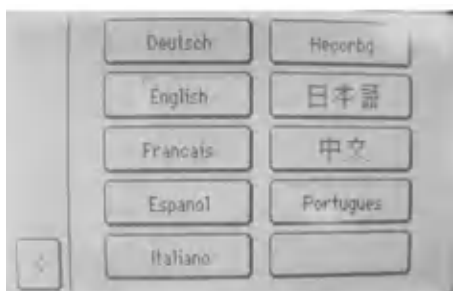 Deutsch
English
Francais
Espanol
Italiano
日本語
中文
Portugues